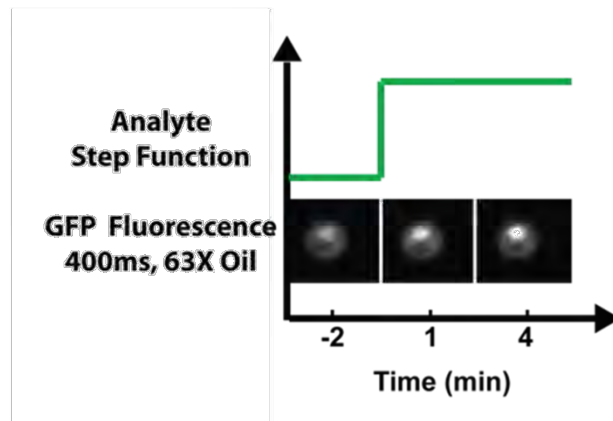 Analyte
Step Function
GFP Fluorescence
400ms, 63X Oil
-2 1 4
Time (min)